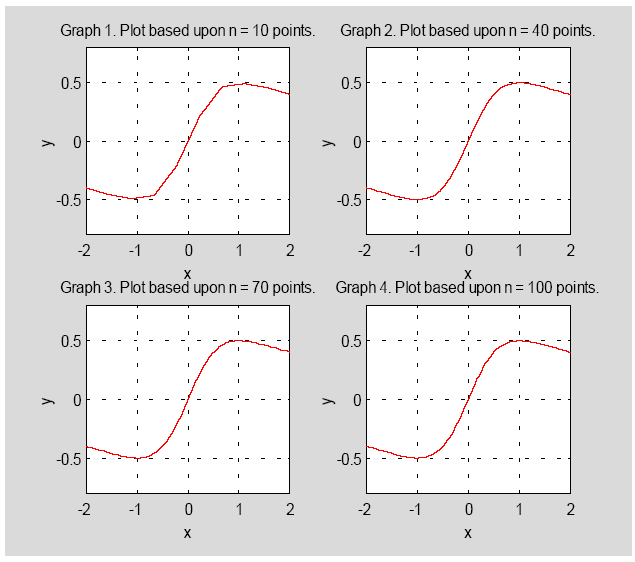 Graph 1. Plot based upon n = 10 points.
Graph 2. Plot based upon n = 40 points.
0.5
0
-0.5
y
-2 -1 0 1 2
x
0.5
0
-0.5
y
-2 -1 0 1 2
x
Graph 3. Plot based upon n = 70 points.
Graph 4. Plot based upon n = 100 points.
0.5
0
-0.5
y
-2 -1 0 1 2
x
0.5
0
-0.5
y
-2 -1 0 1 2
x